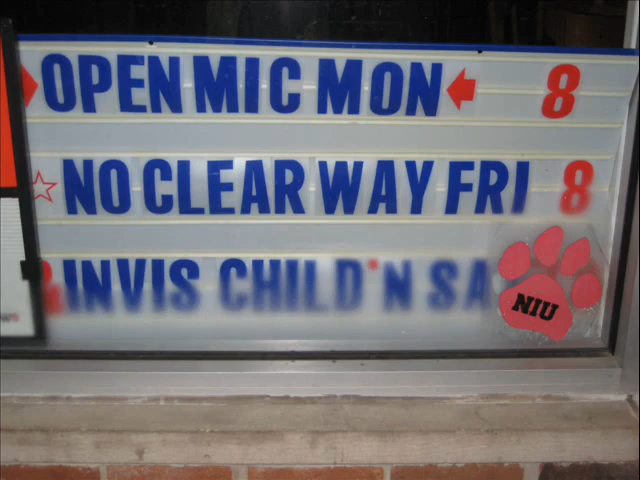 OPEN MIC MON 8
NO CLEAR WAY FRI 8
INVIS CHILD'N SA
NIU